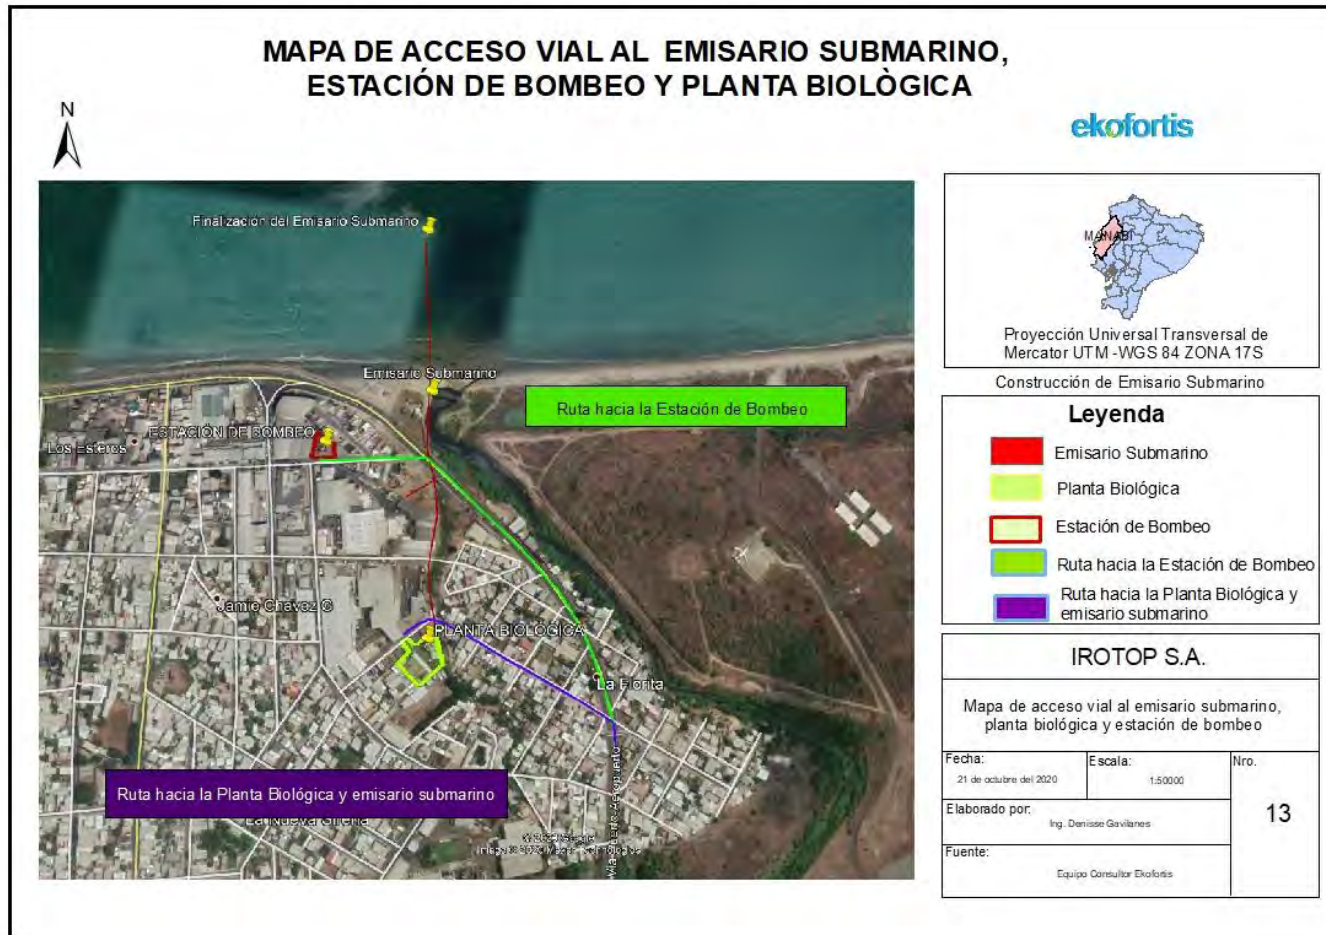 MAPA DE ACCESO VIAL AL EMISARIO SUBMARINO,
ESTACIÓN DE BOMBEO Y PLANTA BIOLÒGICA
N
ekofortis
Finalización del Emisario Submarino
Emisario Submarino
Ruta hacia la Estación de Bombeo
ESTACIÓN DE BOMBEO
Los Esteros
Jamie Chavez G
PLANTA BIOLÓGICA
La Florita
Ruta hacia la Planta Biológica y emisario submarino
La Nueva Sirena
MANABI
Proyección Universal Transversal de
Mercator UTM -WGS 84 ZONA 17S
Construcción de Emisario Submarino
Leyenda
Emisario Submarino
Planta Biológica
Estación de Bombeo
Ruta hacia la Estación de Bombeo
Ruta hacia la Planta Biológica y
emisario submarino
IROTOP S.A.
Mapa de acceso vial al emisario submarino,
planta biológica y estación de bombeo
Fecha:
21 de octubre del 2020
Escala:
1:50000
Nro.
13
Elaborado por:
Ing. Denisse Gavilanes
Fuente:
Equipo Consultor Ekofortis